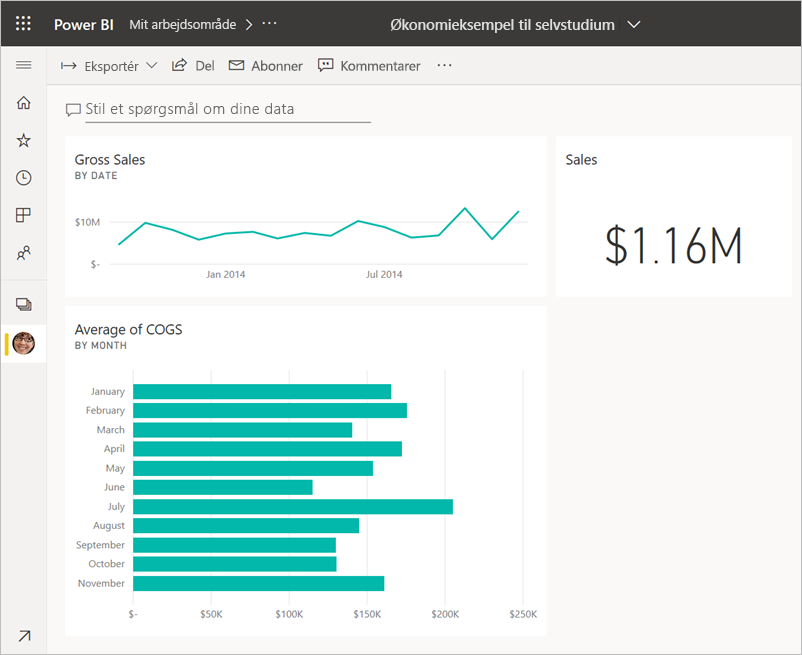 Power BI Mit arbejdsområde > ··· Økonomieksempel til selvstudium
Eksportér Del Abonner Kommentarer ···
Stil et spørgsmål om dine data
Gross Sales
BY DATE
$10M
$-
Jan 2014 Jul 2014
Sales
$1.16M
Average of COGS
BY MONTH
January
February
March
April
May
June
July
August
September
October
November
$- $50K $100K $150K $200K $250K